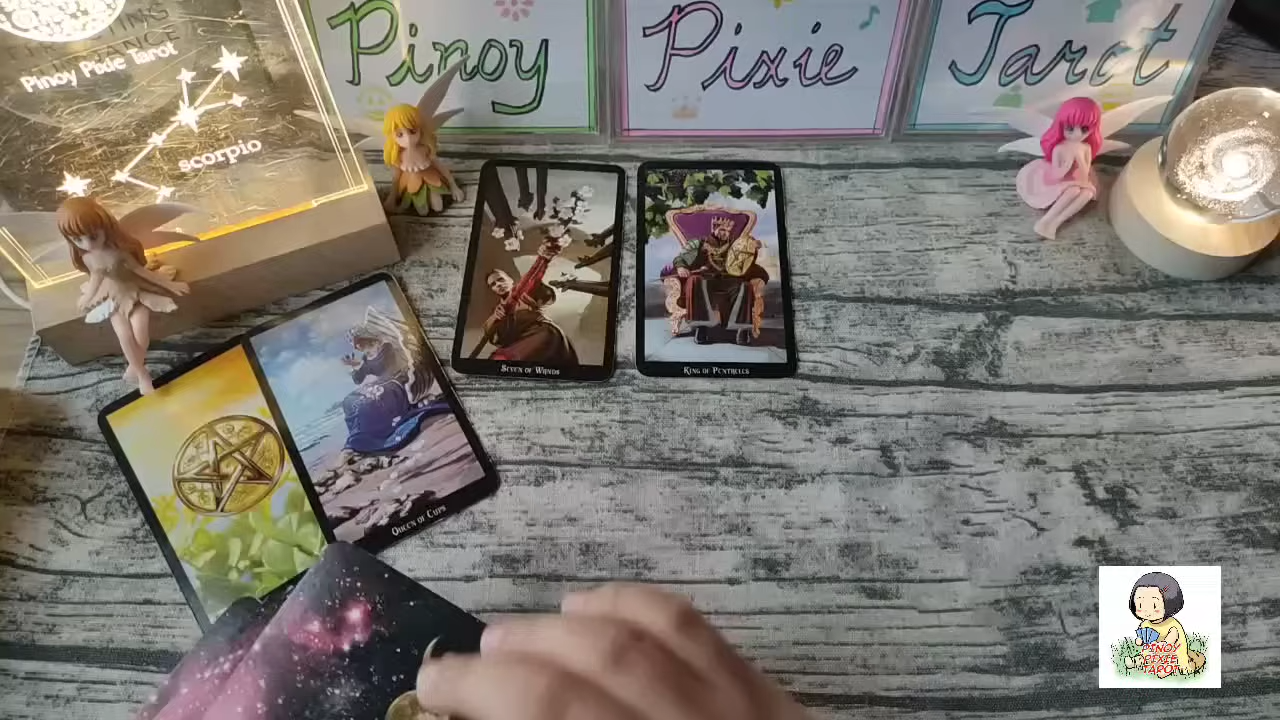 Pinoy Pixie Tarot
Pinoy Pixie Tarot
scorpio
SEVEN OF WANDS
KING OF PENTACLES
QUEEN OF CUPS
PINOY
PIXIE
TAROT